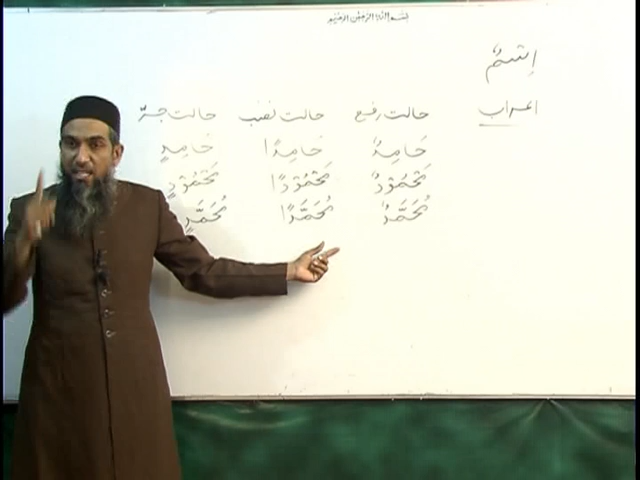 بسم الله الرحمن الرحيم
اِسْمٌ
اعراب حالت رفع حالت نصب حالت جرّ
حَامِدٌ حَامِدًا حَامِدٍ
مَحْمُوْدٌ مَحْمُوْدًا مَحْمُوْدٍ
مُحَمَّدٌ مُحَمَّدًا مُحَمَّدٍ